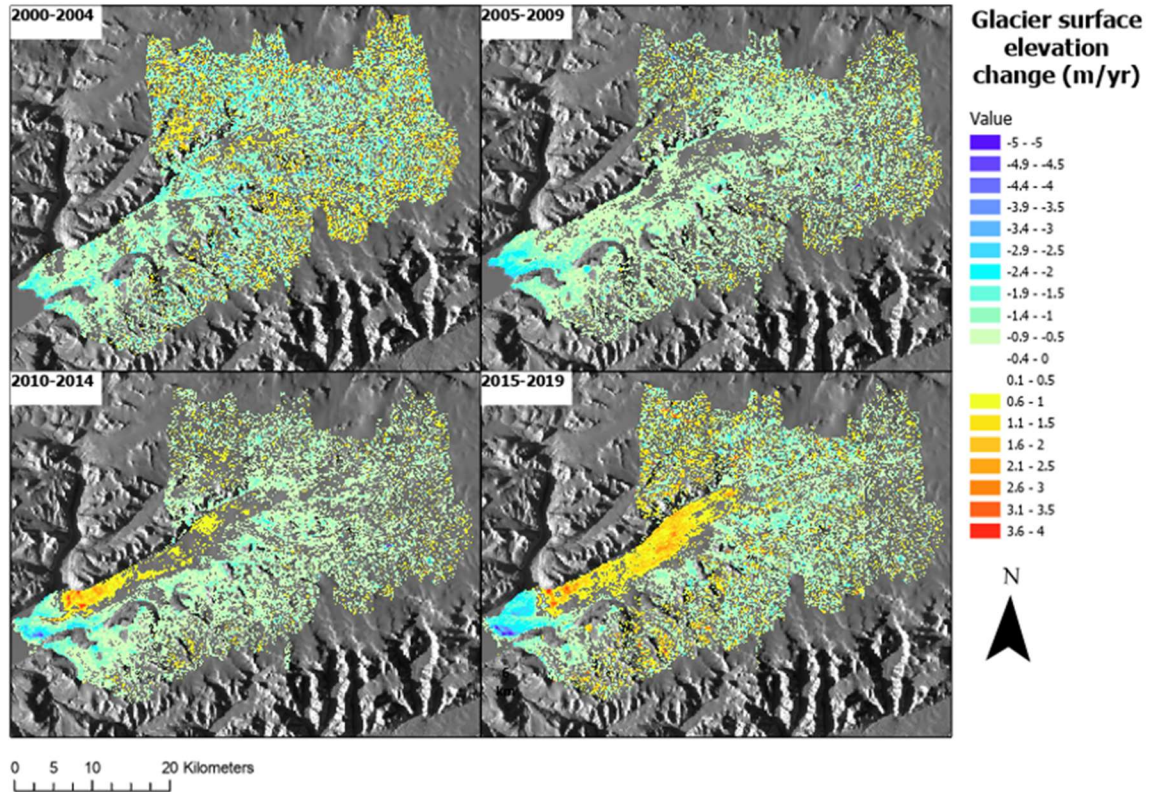 2000-2004
2005-2009
2010-2014
2015-2019
Glacier surface
elevation
change (m/yr)
Value
-5 - -5
-4.9 - -4.5
-4.4 - -4
-3.9 - -3.5
-3.4 - -3
-2.9 - -2.5
-2.4 - -2
-1.9 - -1.5
-1.4 - -1
-0.9 - -0.5
-0.4 - 0
0.1 - 0.5
0.6 - 1
1.1 - 1.5
1.6 - 2
2.1 - 2.5
2.6 - 3
3.1 - 3.5
3.6 - 4
N
0 5 10 20 Kilometers